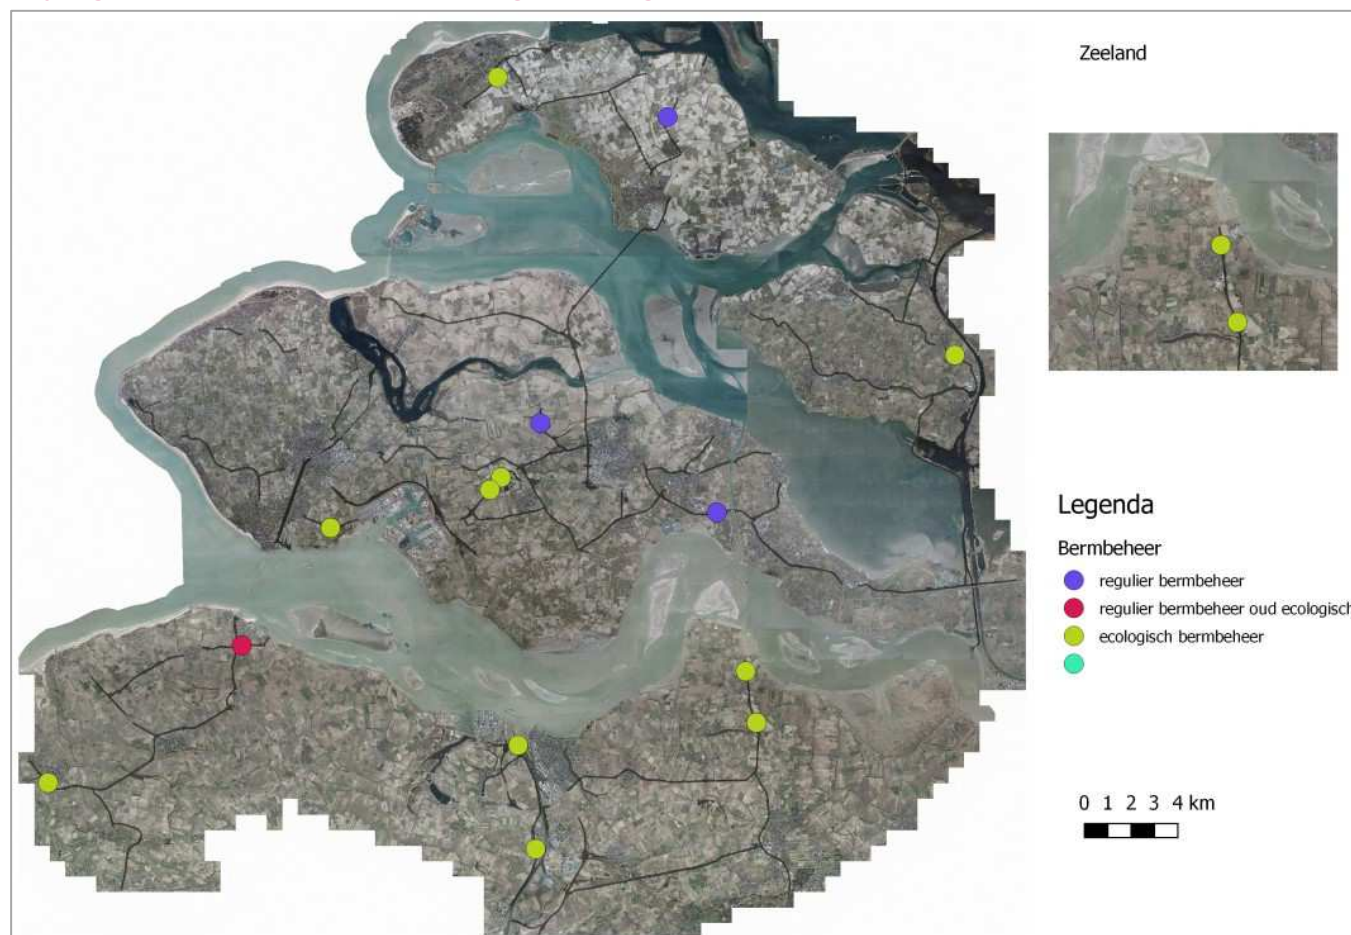 Zeeland
Legenda
Bermbeheer
regulier bermbeheer
regulier bermbeheer oud ecologisch
ecologisch bermbeheer
0 1 2 3 4 km